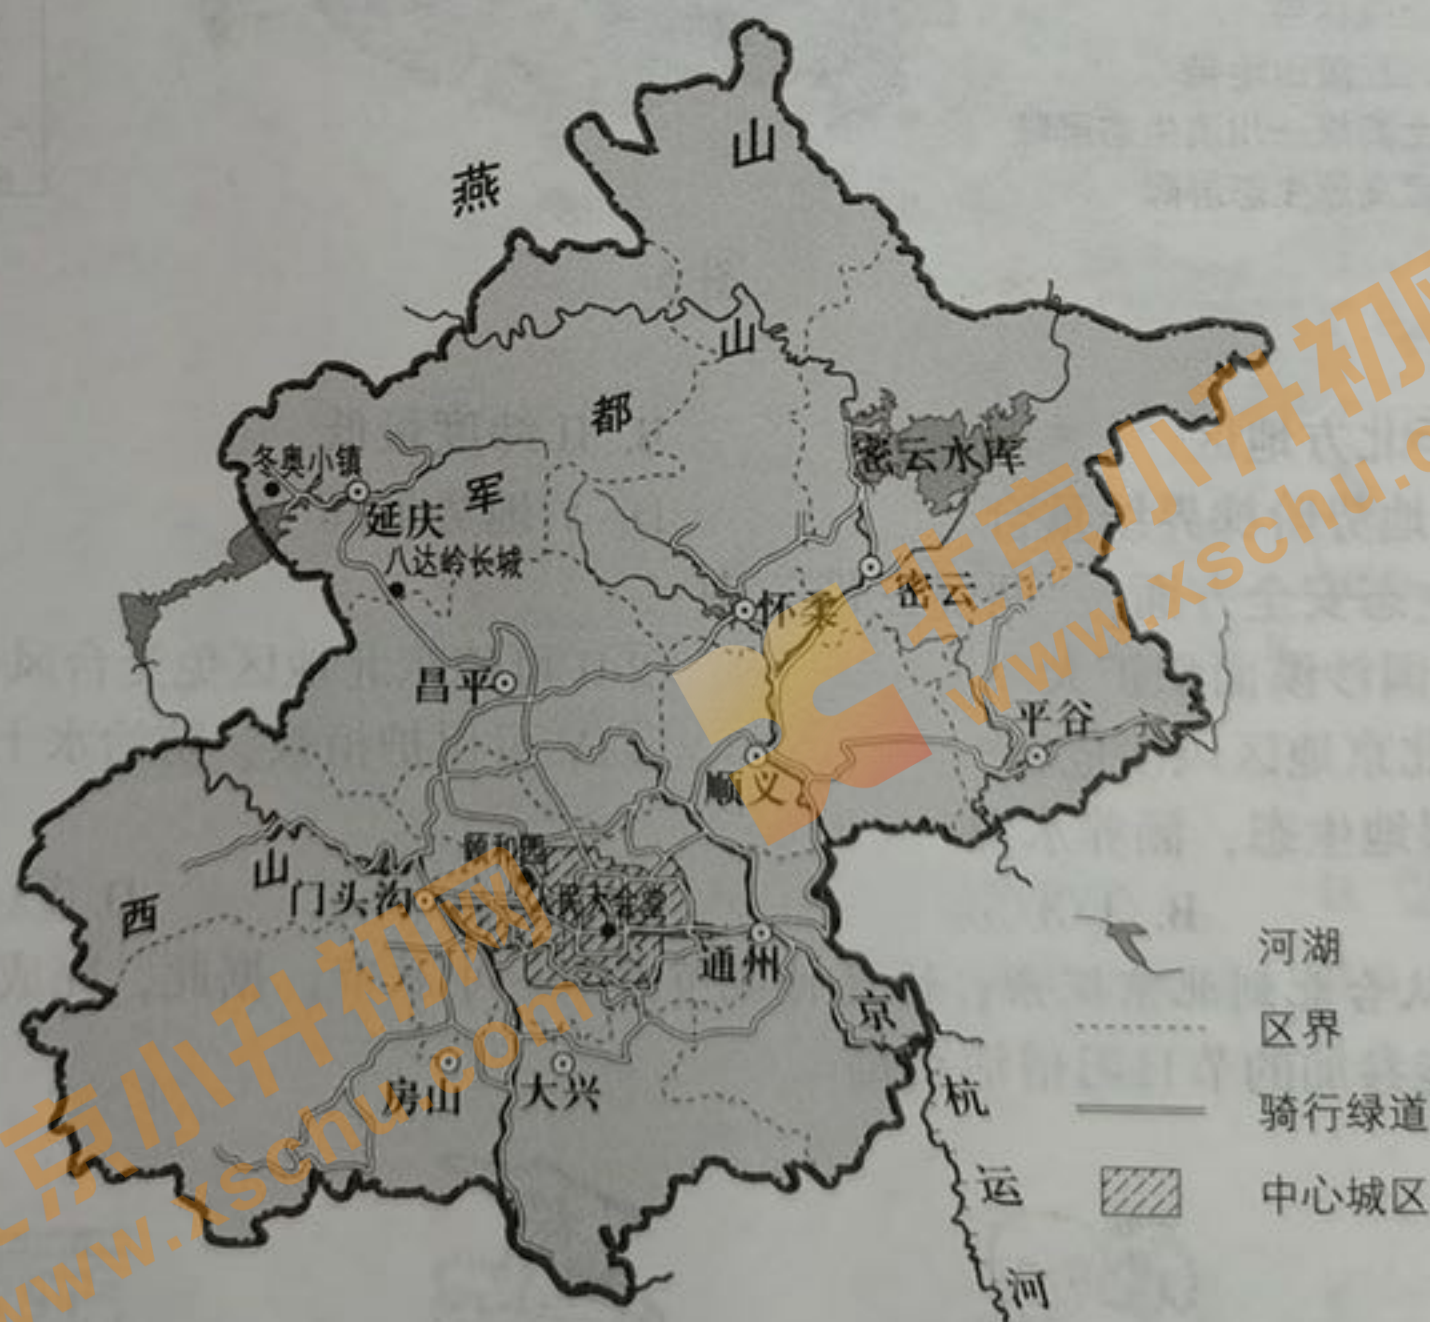 燕
山
山
都
密云水库
冬奥小镇
军
延庆
八达岭长城
密云
怀柔
昌平
平谷
顺义
颐和园
山
门头沟
人民大会堂
西
通州
京
房山
大兴
杭
运
河
河湖
区界
骑行绿道
中心城区
北京小升初网
www.xschu.c
北京小升初网
www.xschu.com